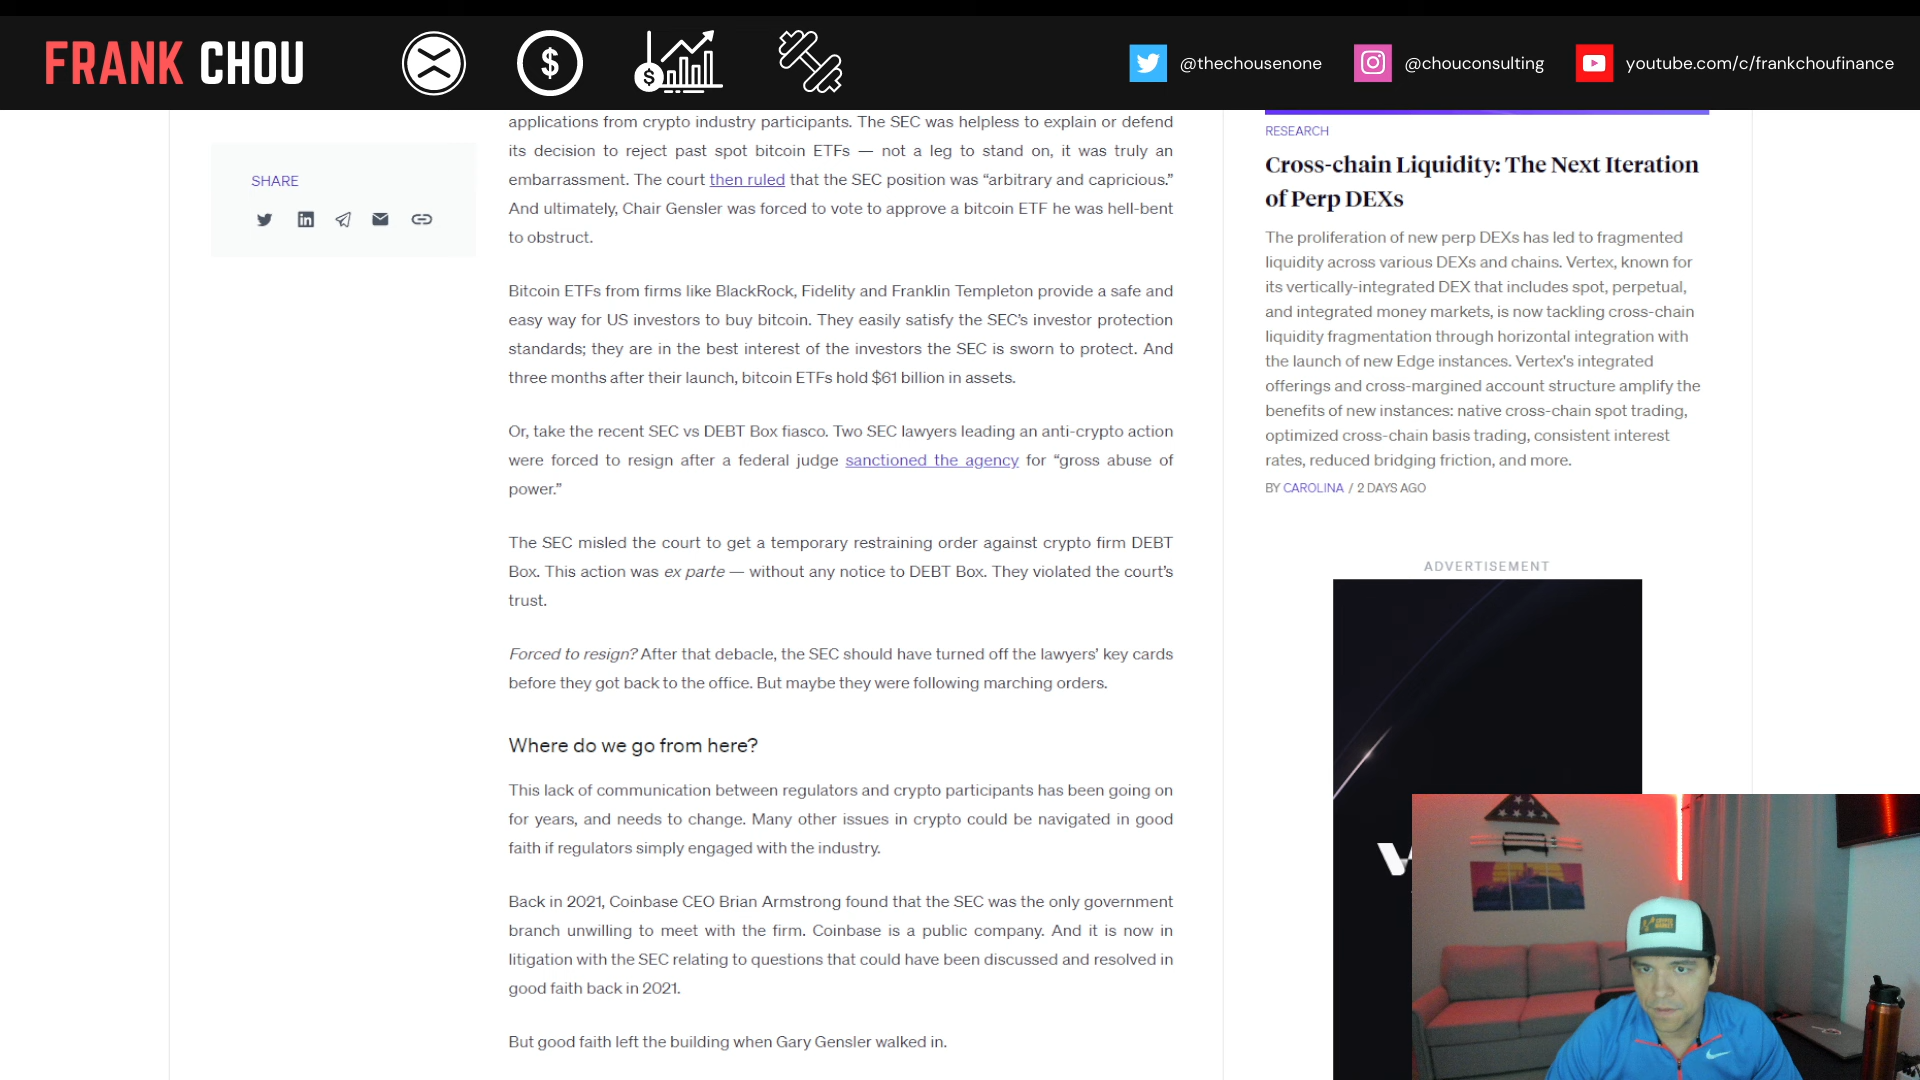 FRANK CHOU
@thechousenone
@chouconsulting
youtube.com/c/frankchoufinance
SHARE
applications from crypto industry participants. The SEC was helpless to explain or defend
its decision to reject past spot bitcoin ETFs — not a leg to stand on, it was truly an
embarrassment. The court then ruled that the SEC position was “arbitrary and capricious.”
And ultimately, Chair Gensler was forced to vote to approve a bitcoin ETF he was hell-bent
to obstruct.
Bitcoin ETFs from firms like BlackRock, Fidelity and Franklin Templeton provide a safe and
easy way for US investors to buy bitcoin. They easily satisfy the SEC’s investor protection
standards; they are in the best interest of the investors the SEC is sworn to protect. And
three months after their launch, bitcoin ETFs hold $61 billion in assets.
Or, take the recent SEC vs DEBT Box fiasco. Two SEC lawyers leading an anti-crypto action
were forced to resign after a federal judge sanctioned the agency for “gross abuse of
power.”
The SEC misled the court to get a temporary restraining order against crypto firm DEBT
Box. This action was ex parte — without any notice to DEBT Box. They violated the court’s
trust.
Forced to resign? After that debacle, the SEC should have turned off the lawyers’ key cards
before they got back to the office. But maybe they were following marching orders.
Where do we go from here?
This lack of communication between regulators and crypto participants has been going on
for years, and needs to change. Many other issues in crypto could be navigated in good
faith if regulators simply engaged with the industry.
Back in 2021, Coinbase CEO Brian Armstrong found that the SEC was the only government
branch unwilling to meet with the firm. Coinbase is a public company. And it is now in
litigation with the SEC relating to questions that could have been discussed and resolved in
good faith back in 2021.
But good faith left the building when Gary Gensler walked in.
RESEARCH
Cross-chain Liquidity: The Next Iteration
of Perp DEXs
The proliferation of new perp DEXs has led to fragmented
liquidity across various DEXs and chains. Vertex, known for
its vertically-integrated DEX that includes spot, perpetual,
and integrated money markets, is now tackling cross-chain
liquidity fragmentation through horizontal integration with
the launch of new Edge instances. Vertex's integrated
offerings and cross-margined account structure amplify the
benefits of new instances: native cross-chain spot trading,
optimized cross-chain basis trading, consistent interest
rates, reduced bridging friction, and more.
BY CAROLINA / 2 DAYS AGO
ADVERTISEMENT